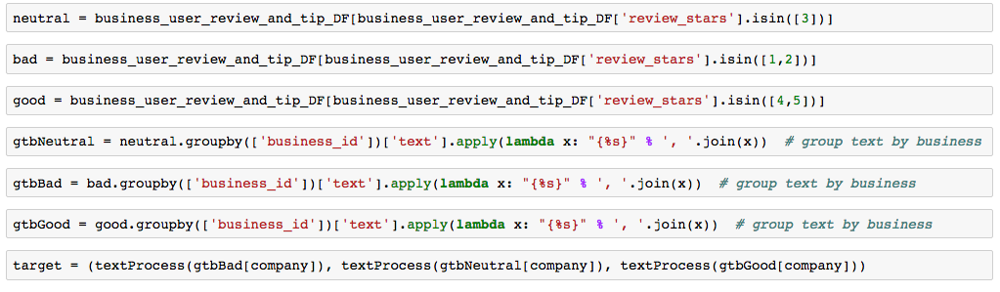 neutral = business_user_review_and_tip_DF[business_user_review_and_tip_DF['review_stars'].isin([3])]
bad = business_user_review_and_tip_DF[business_user_review_and_tip_DF['review_stars'].isin([1,2])]
good = business_user_review_and_tip_DF[business_user_review_and_tip_DF['review_stars'].isin([4,5])]
gtbNeutral = neutral.groupby(['business_id'])['text'].apply(lambda x: "{%s}" % ', '.join(x))  # group text by business
gtbBad = bad.groupby(['business_id'])['text'].apply(lambda x: "{%s}" % ', '.join(x))  # group text by business
gtbGood = good.groupby(['business_id'])['text'].apply(lambda x: "{%s}" % ', '.join(x))  # group text by business
target = (textProcess(gtbBad[company]), textProcess(gtbNeutral[company]), textProcess(gtbGood[company]))